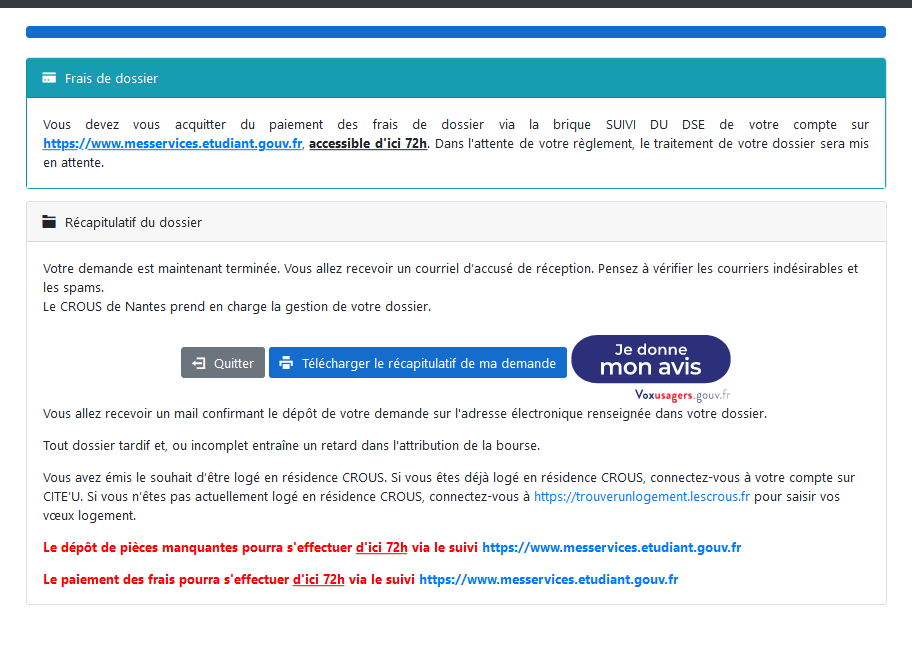 Frais de dossier
Vous devez vous acquitter du paiement des frais de dossier via la brique SUIVI DU DSE de votre compte sur
https://www.messervices.etudiant.gouv.fr, accessible d'ici 72h. Dans l'attente de votre règlement, le traitement de votre dossier sera mis
en attente.
Récapitulatif du dossier
Votre demande est maintenant terminée. Vous allez recevoir un courriel d'accusé de réception. Pensez à vérifier les courriers indésirables et
les spams.
Le CROUS de Nantes prend en charge la gestion de votre dossier.
Quitter
Télécharger le récapitulatif de ma demande
Je donne
mon avis
Voxusagers.gouv.fr
Vous allez recevoir un mail confirmant le dépôt de votre demande sur l'adresse électronique renseignée dans votre dossier.
Tout dossier tardif et, ou incomplet entraîne un retard dans l'attribution de la bourse.
Vous avez émis le souhait d'être logé en résidence CROUS. Si vous êtes déjà logé en résidence CROUS, connectez-vous à votre compte sur
CITE'U. Si vous n'êtes pas actuellement logé en résidence CROUS, connectez-vous à https://trouverunlogement.lescrous.fr pour saisir vos
vœux logement.
Le dépôt de pièces manquantes pourra s'effectuer d'ici 72h via le suivi https://www.messervices.etudiant.gouv.fr
Le paiement des frais pourra s'effectuer d'ici 72h via le suivi https://www.messervices.etudiant.gouv.fr